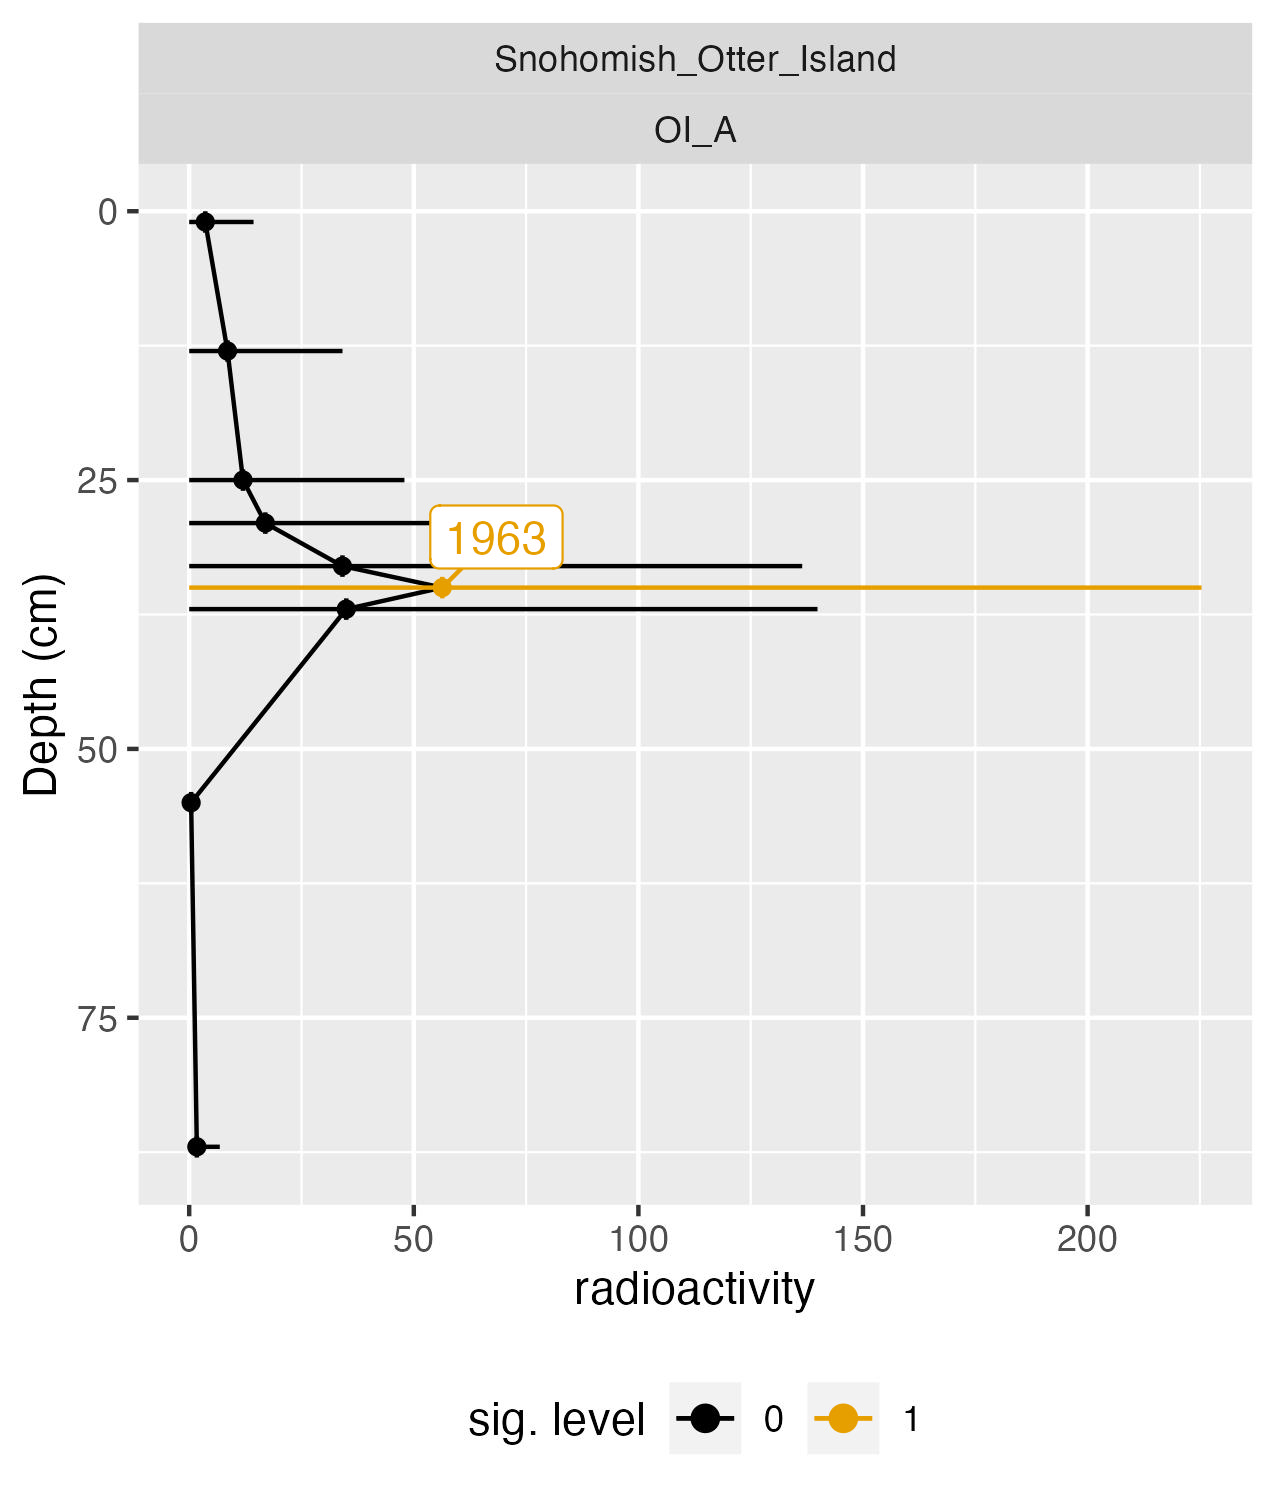 Snohomish_Otter_Island
OI_A
0
25
50
75
Depth (cm)
1963
0 50 100 150 200
radioactivity
sig. level 0 1